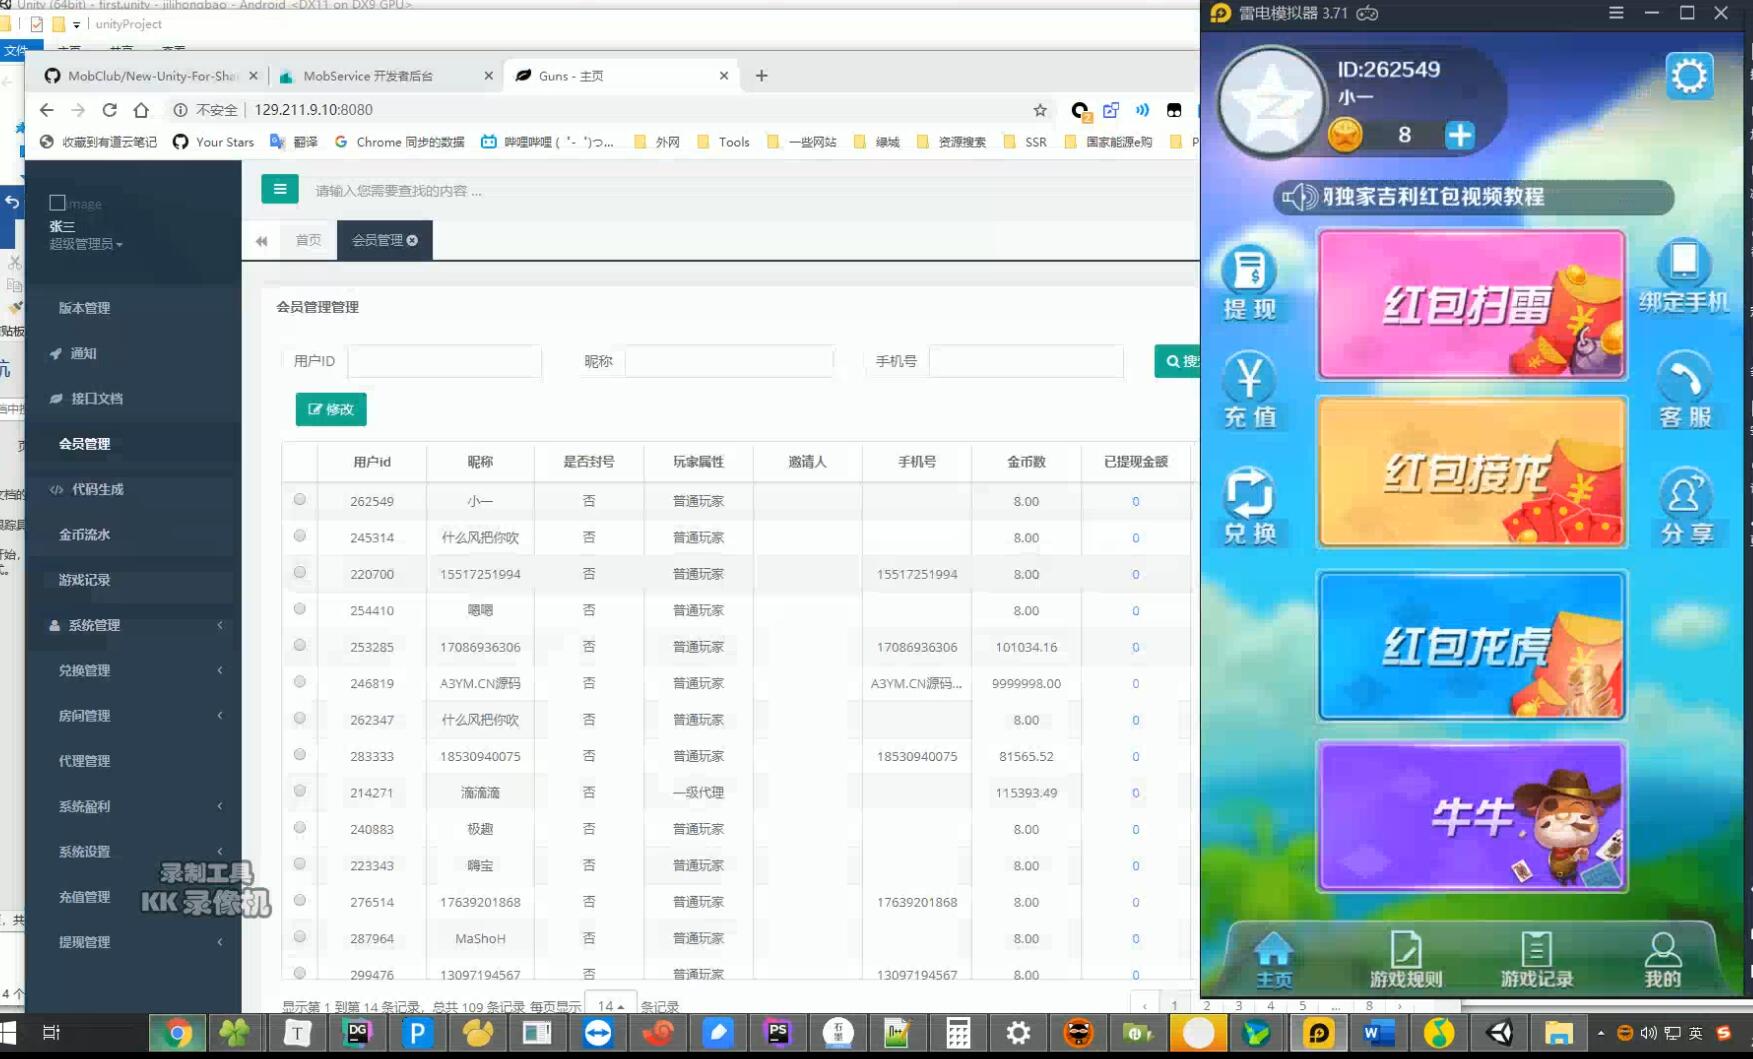 Unity (64bit) - first.unity - jilihongbao - Android <DX11 on DX9 GPU>
unityProject
文件
MobClub/New-Unity-For-Sha
MobService 开发者后台
Guns - 主页
不安全
129.211.9.10:8080
收藏到有道云笔记
Your Stars
翻译
Chrome 同步的数据
外网
Tools
一些网站
绿城
资源搜索
SSR
国家能源e购
Image
张三
超级管理员
请输入您需要查找的内容 ...
首页
会员管理
版本管理
通知
接口文档
会员管理
代码生成
金币流水
游戏记录
系统管理
兑换管理
房间管理
代理管理
系统盈利
系统设置
充值管理
提现管理
会员管理管理
用户ID
昵称
手机号
修改
用户id 昵称 是否封号 玩家属性 邀请人 手机号 金币数 已提现金额
262549 小一 否 普通玩家 8.00 0
245314 什么风把你吹 否 普通玩家 8.00 0
220700 15517251994 否 普通玩家 15517251994 8.00 0
254410 嗯嗯 否 普通玩家 8.00 0
253285 17086936306 否 普通玩家 17086936306 101034.16 0
246819 A3YM.CN源码 否 普通玩家 A3YM.CN源码... 9999998.00 0
262347 什么风把你吹 否 普通玩家 8.00 0
283333 18530940075 否 普通玩家 18530940075 81565.52 0
214271 滴滴滴 否 一级代理 115393.49 0
240883 极趣 否 普通玩家 8.00 0
223343 嗨宝 否 普通玩家 8.00 0
276514 17639201868 否 普通玩家 17639201868 8.00 0
287964 MaShoH 否 普通玩家 8.00 0
299476 13097194567 否 普通玩家 13097194567 8.00 0
显示第 1 到第 14 条记录，总共 109 条记录 每页显示 14 条记录
‹ 1 2 3 4 5 ... 8 ›
录制工具
KK 录像机
雷电模拟器 3.71
ID:262549
小一
8
独家吉利红包视频教程
提现
红包扫雷
绑定手机
充值
红包接龙
客服
兑换
分享
红包龙虎
牛牛
主页
游戏规则
游戏记录
我的
英